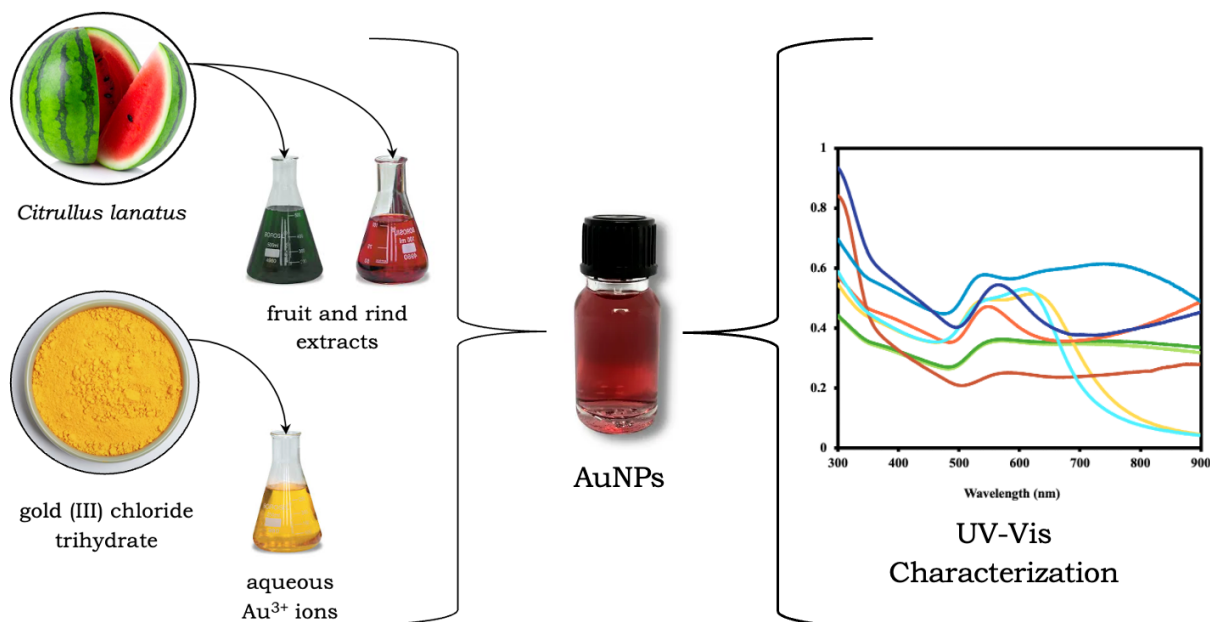 Citrullus lanatus
fruit and rind
extracts
gold (III) chloride
trihydrate
aqueous
Au³⁺ ions
AuNPs
1
0.8
0.6
0.4
0.2
0
300
400
500
600
700
800
900
Wavelength (nm)
UV-Vis
Characterization